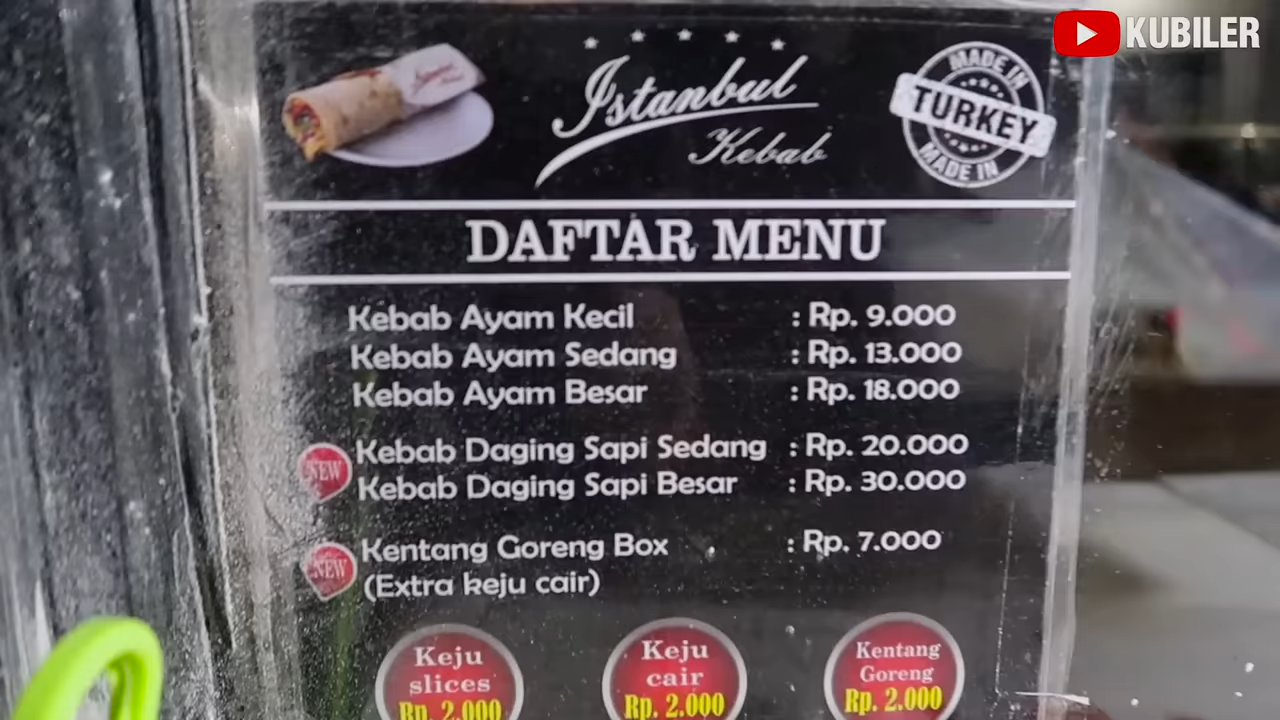 KUBILER
Istanbul
Kebab
MADE IN
TURKEY
MADE IN
DAFTAR MENU
Kebab Ayam Kecil : Rp. 9.000
Kebab Ayam Sedang : Rp. 13.000
Kebab Ayam Besar : Rp. 18.000
NEW
Kebab Daging Sapi Sedang : Rp. 20.000
Kebab Daging Sapi Besar : Rp. 30.000
NEW
Kentang Goreng Box : Rp. 7.000
(Extra keju cair)
Keju
slices
Rp. 2.000
Keju
cair
Rp. 2.000
Kentang
Goreng
Rp. 2.000